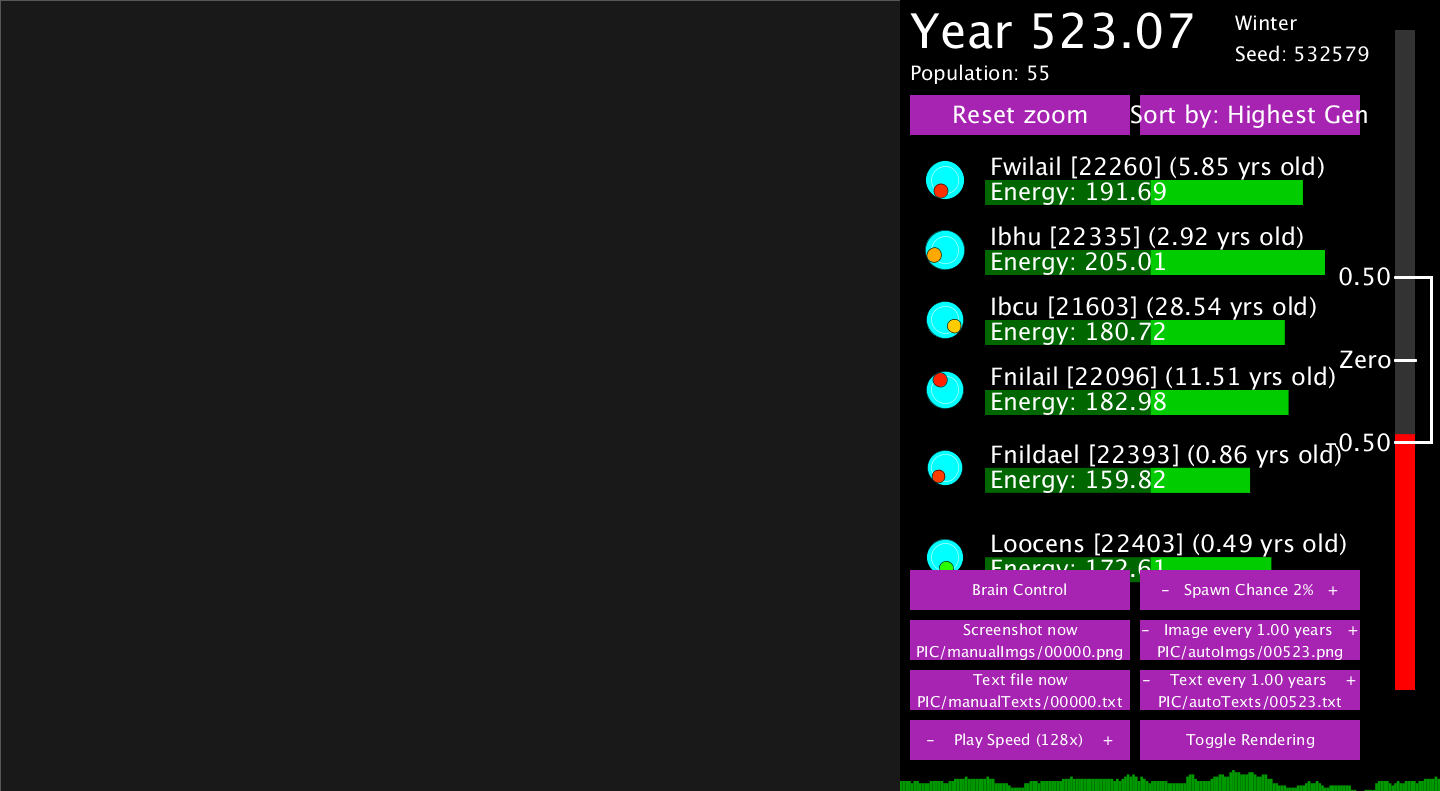 Year 523.07
Winter
Seed: 532579
Population: 55
Reset zoom
Sort by: Highest Gen
Fwilail [22260] (5.85 yrs old)
Energy: 191.69
Ibhu [22335] (2.92 yrs old)
Energy: 205.01
0.50
Ibcu [21603] (28.54 yrs old)
Energy: 180.72
Zero
Fnilail [22096] (11.51 yrs old)
Energy: 182.98
-0.50
Fnildael [22393] (0.86 yrs old)
Energy: 159.82
Loocens [22403] (0.49 yrs old)
Energy: 172.61
Brain Control
- Spawn Chance 2% +
Screenshot now
PIC/manualImgs/00000.png
- Image every 1.00 years +
PIC/autoImgs/00523.png
Text file now
PIC/manualTexts/00000.txt
- Text every 1.00 years +
PIC/autoTexts/00523.txt
- Play Speed (128x) +
Toggle Rendering